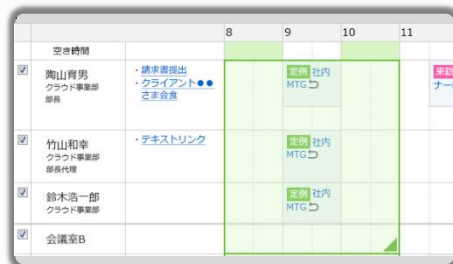 8 9 10 11
空き時間
陶山育男
クラウド事業部
部長
・請求書提出
・クライアント●●
さま会食
定例 社内
MTG
来訪
ナー
竹山和幸
クラウド事業部
部長代理
・テキストリンク
定例 社内
MTG
鈴木浩一郎
クラウド事業部
定例 社内
MTG
会議室B